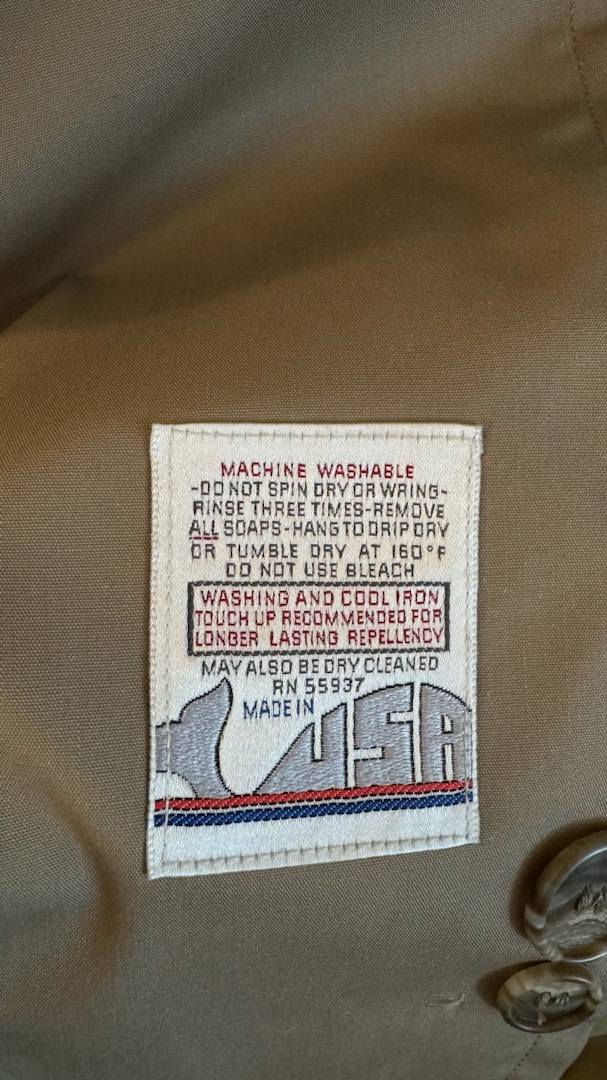 MACHINE WASHABLE
-DO NOT SPIN DRY OR WRING-
RINSE THREE TIMES-REMOVE
ALL SOAPS-HANG TO DRIP DRY
OR TUMBLE DRY AT 160°F
DO NOT USE BLEACH
WASHING AND COOL IRON
TOUCH UP RECOMMENDED FOR
LONGER LASTING REPELLENCY
MAY ALSO BE DRY CLEANED
RN 55937
MADE IN
USA